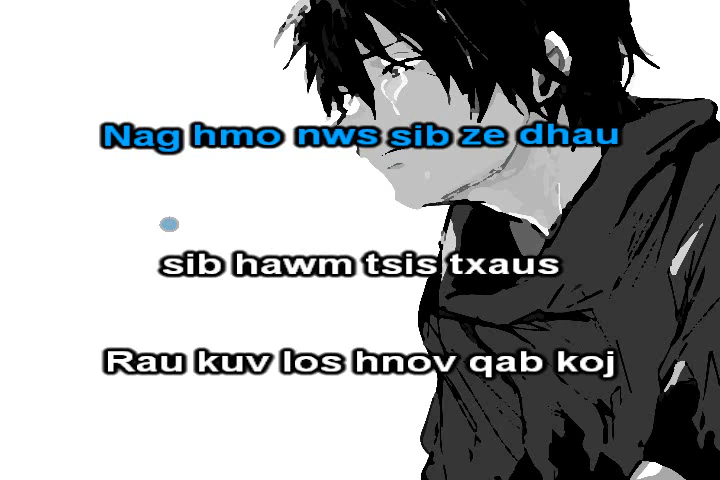 Nag hmo nws sib ze dhau
sib hawm tsis txaus
Rau kuv los hnov qab koj